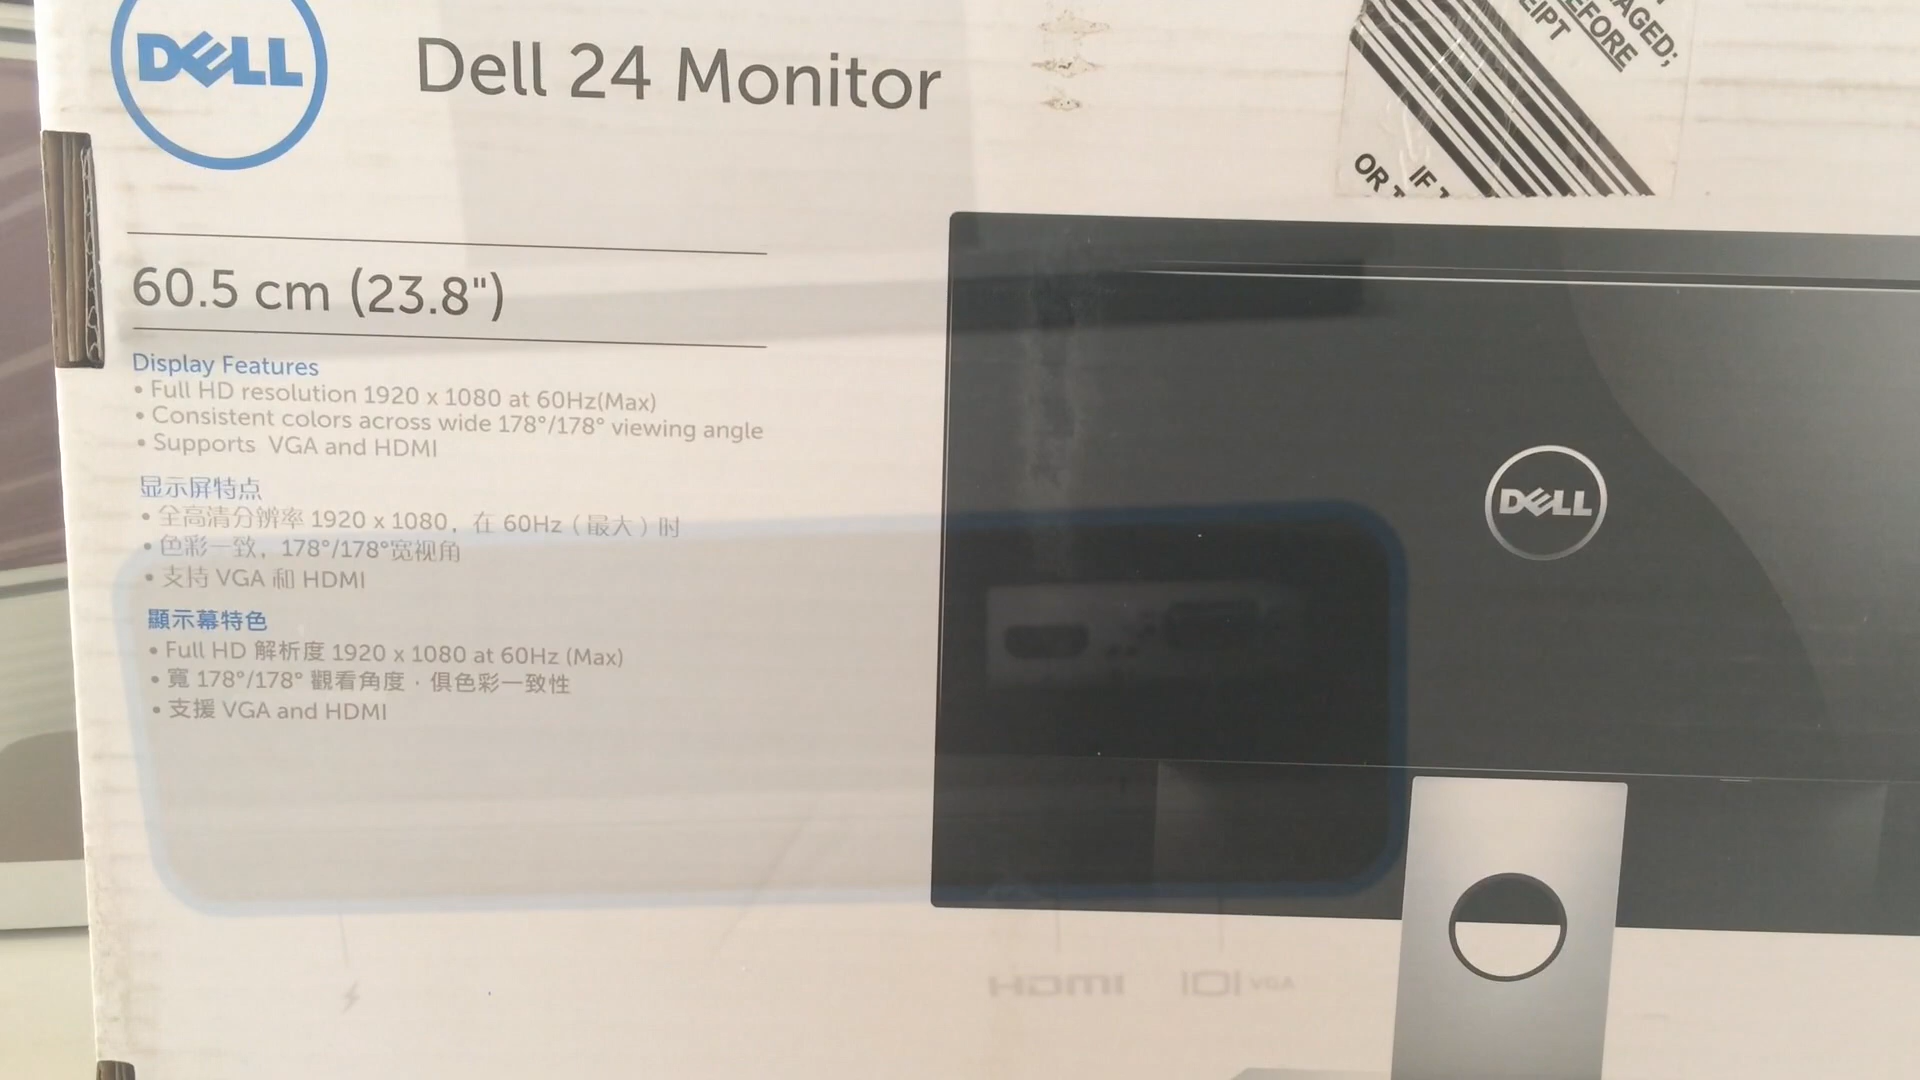 DELL
Dell 24 Monitor
EIPT
EFORE
AGED;
OR
IF
60.5 cm (23.8")
Display Features
• Full HD resolution 1920 x 1080 at 60Hz(Max)
• Consistent colors across wide 178°/178° viewing angle
• Supports VGA and HDMI
显示屏特点
• 全高清分辨率 1920 x 1080，在 60Hz（最大）时
• 色彩一致，178°/178°宽视角
• 支持 VGA 和 HDMI
顯示幕特色
• Full HD 解析度 1920 x 1080 at 60Hz (Max)
• 寬 178°/178° 觀看角度，俱色彩一致性
• 支援 VGA and HDMI
DELL
HDMI
VGA